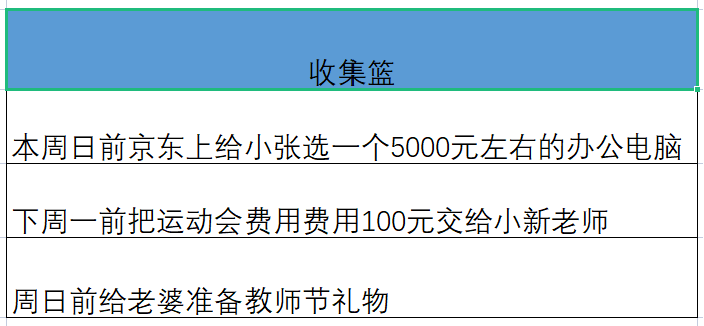 收集篮
本周日前京东上给小张选一个5000元左右的办公电脑
下周一前把运动会费用费用100元交给小新老师
周日前给老婆准备教师节礼物